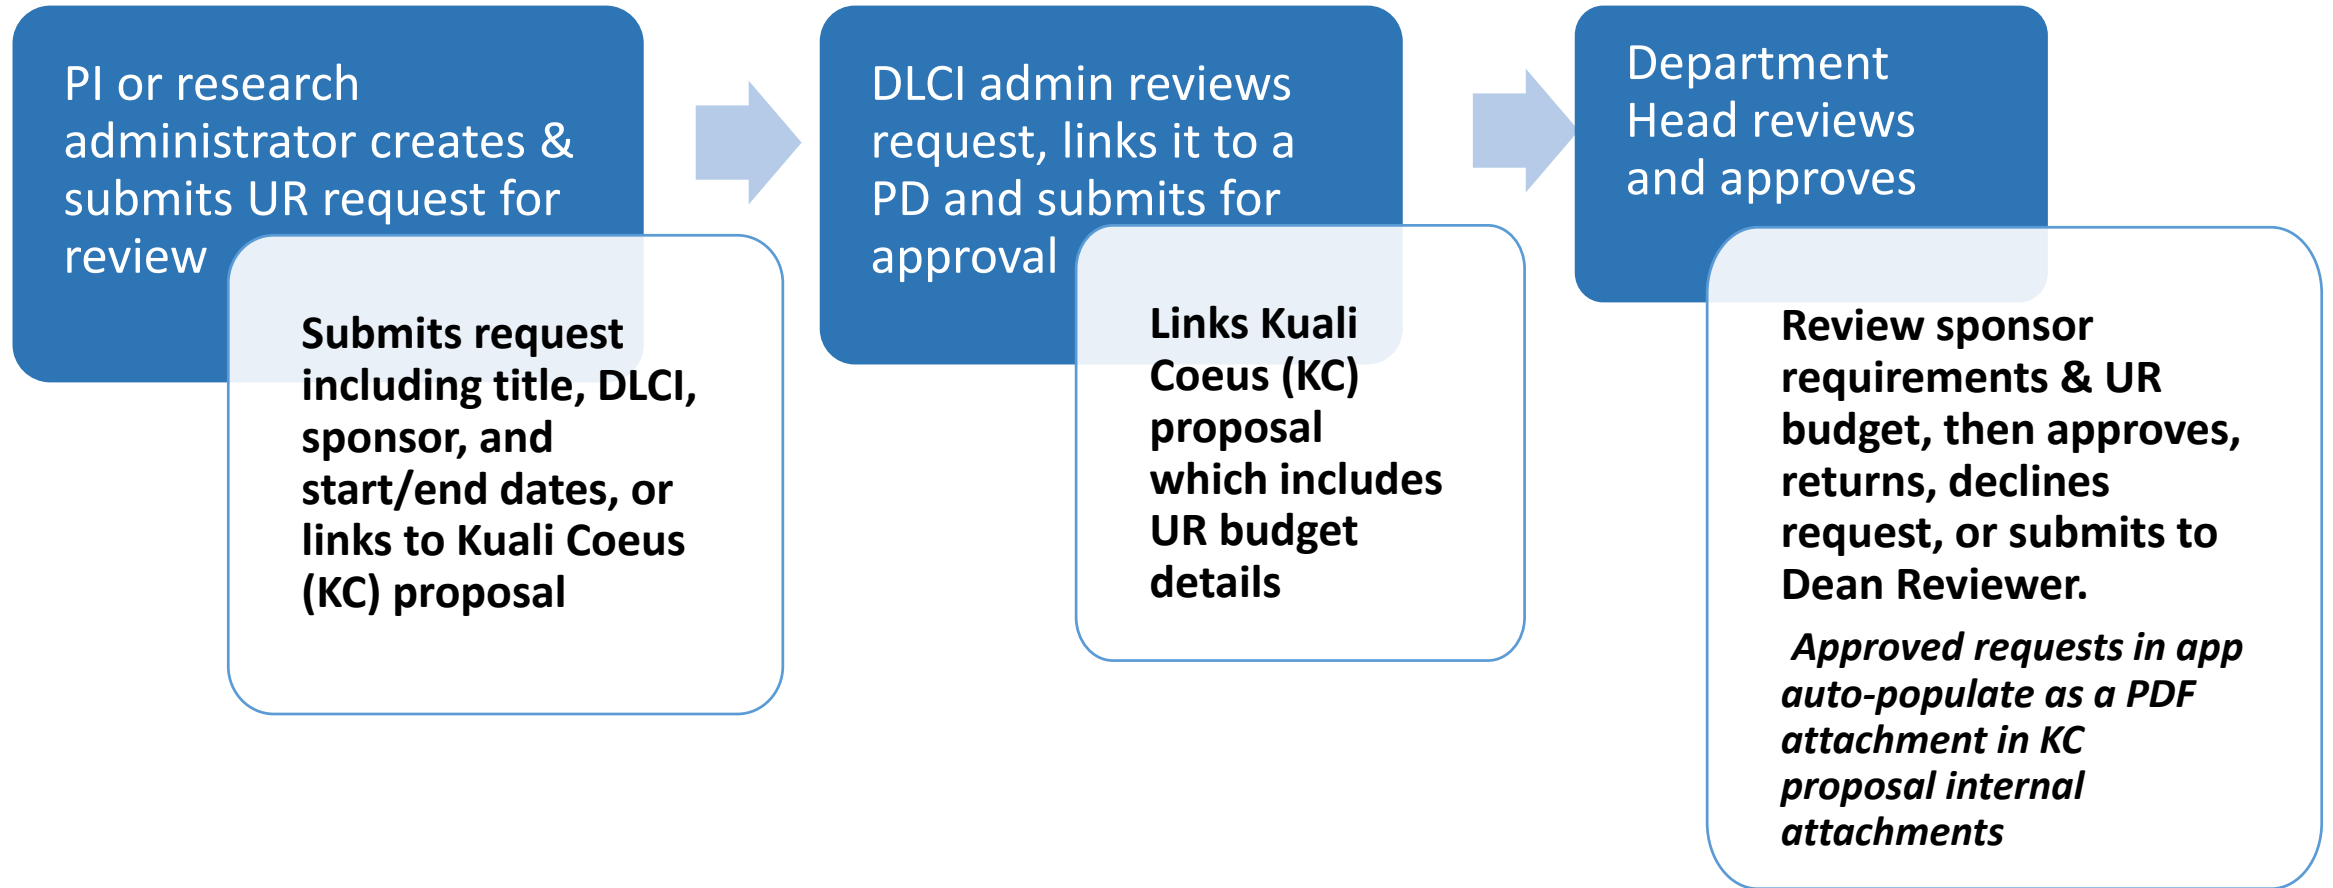 PI or research
administrator creates &
submits UR request for
review
Submits request
including title, DLCI,
sponsor, and
start/end dates, or
links to Kuali Coeus
(KC) proposal
DLCI admin reviews
request, links it to a
PD and submits for
approval
Links Kuali
Coeus (KC)
proposal
which includes
UR budget
details
Department
Head reviews
and approves
Review sponsor
requirements & UR
budget, then approves,
returns, declines
request, or submits to
Dean Reviewer.
Approved requests in app
auto-populate as a PDF
attachment in KC
proposal internal
attachments